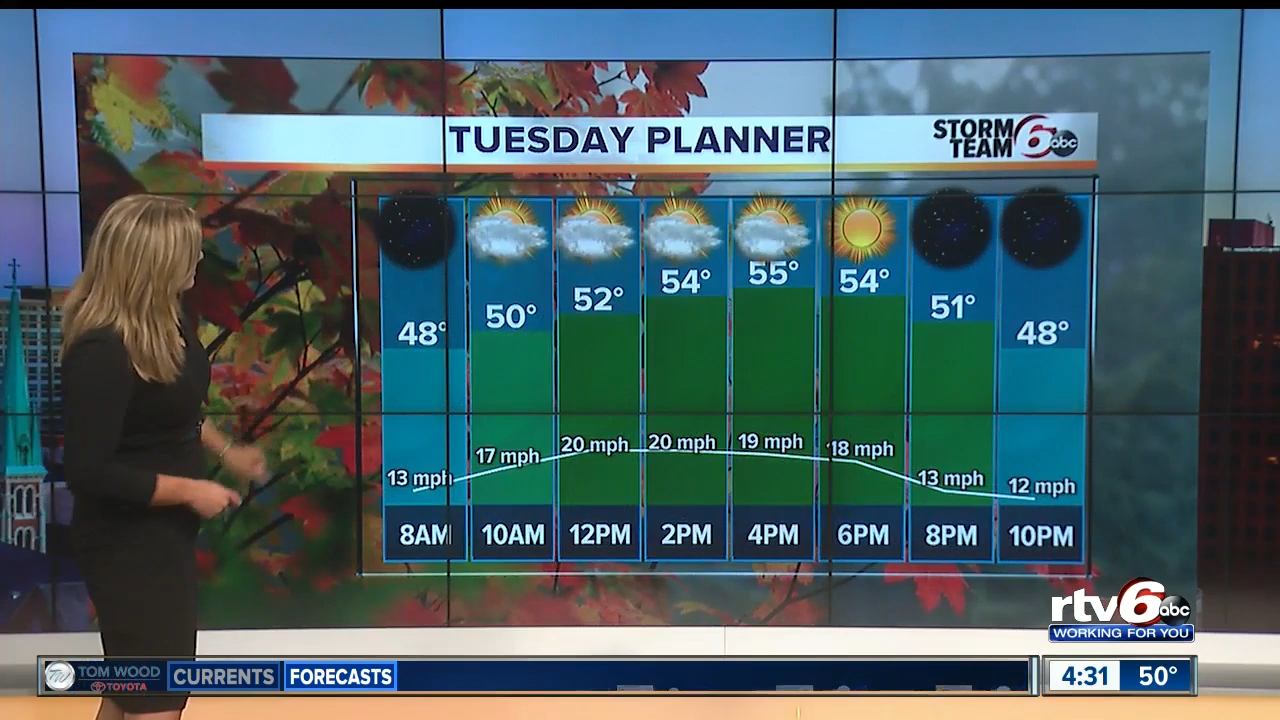 TUESDAY PLANNER
STORM
TEAM 6 abc
48° 50° 52° 54° 55° 54° 51° 48°
13 mph 17 mph 20 mph 20 mph 19 mph 18 mph 13 mph 12 mph
8AM 10AM 12PM 2PM 4PM 6PM 8PM 10PM
rtv6 abc
WORKING FOR YOU
TOM WOOD
TOYOTA
CURRENTS FORECASTS
4:31 50°